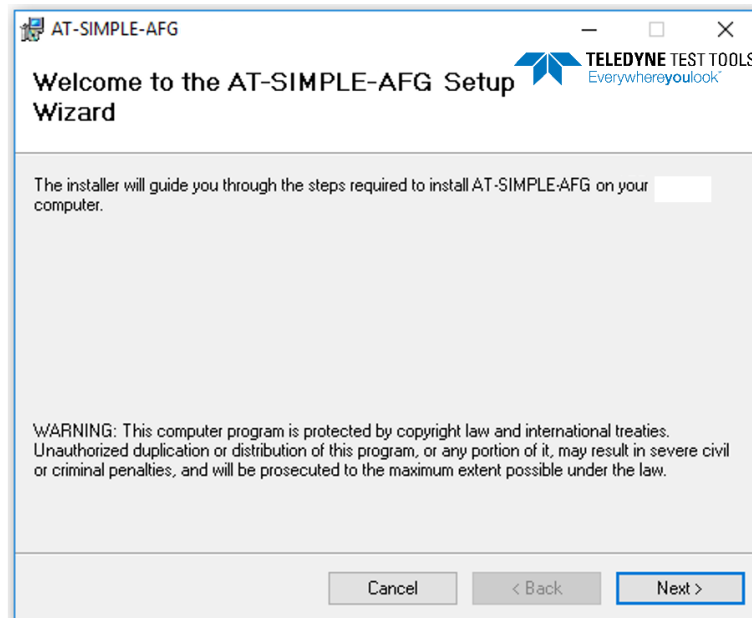 AT-SIMPLE-AFG
TELEDYNE TEST TOOLS
Everywhereyoulook
Welcome to the AT-SIMPLE-AFG Setup
Wizard
The installer will guide you through the steps required to install AT-SIMPLE-AFG on your
computer.
WARNING: This computer program is protected by copyright law and international treaties.
Unauthorized duplication or distribution of this program, or any portion of it, may result in severe civil
or criminal penalties, and will be prosecuted to the maximum extent possible under the law.
Cancel
< Back
Next >